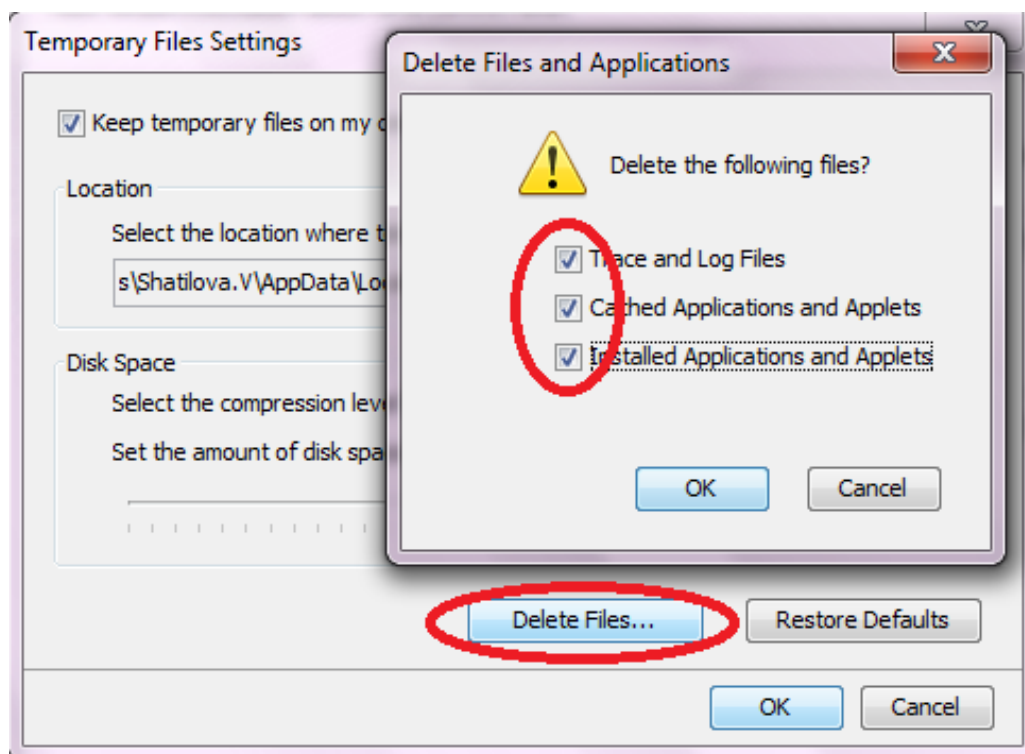 Temporary Files Settings
Keep temporary files on my
Location
Select the location where
s\Shatilova.V\AppData\Lo
Disk Space
Select the compression
Set the amount of disk
Delete Files...
Restore Defaults
OK
Cancel
Delete Files and Applications
Delete the following files?
Trace and Log Files
Cached Applications and Applets
Installed Applications and Applets
OK
Cancel